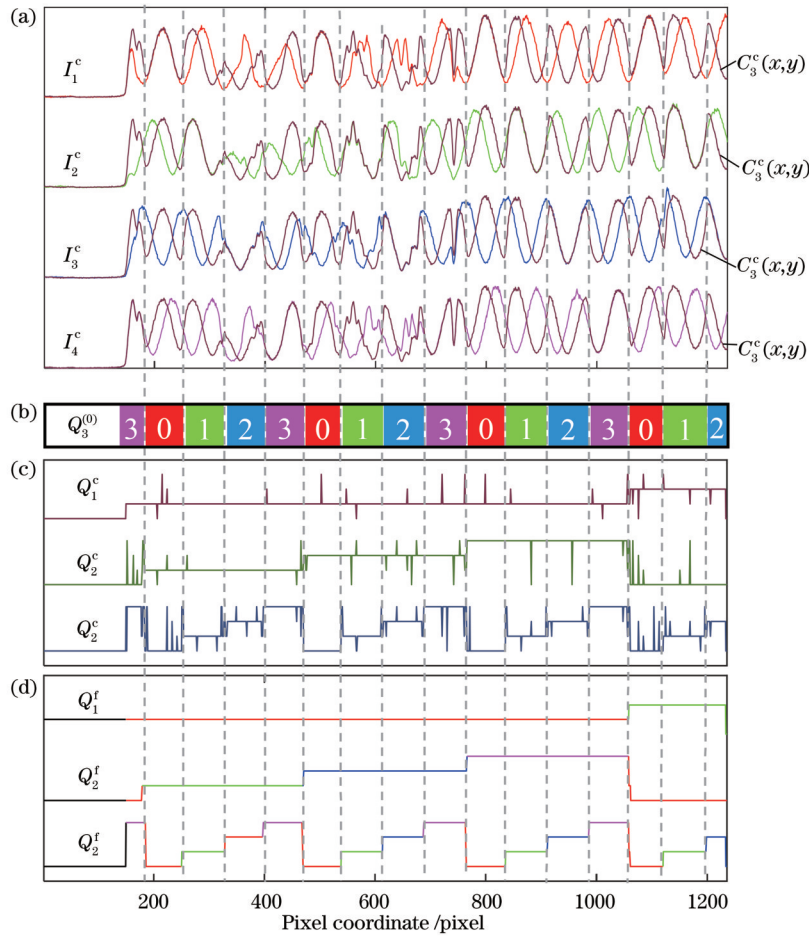 (a)
I₁ᶜ
C₃ᶜ(x,y)
I₂ᶜ
C₃ᶜ(x,y)
I₃ᶜ
C₃ᶜ(x,y)
I₄ᶜ
C₃ᶜ(x,y)
(b)
Q₃⁽⁰⁾ 3 0 1 2 3 0 1 2 3 0 1 2 3 0 1 2
(c)
Q₁ᶜ
Q₂ᶜ
Q₂ᶜ
(d)
Q₁ᶠ
Q₂ᶠ
Q₂ᶠ
200 400 600 800 1000 1200
Pixel coordinate /pixel